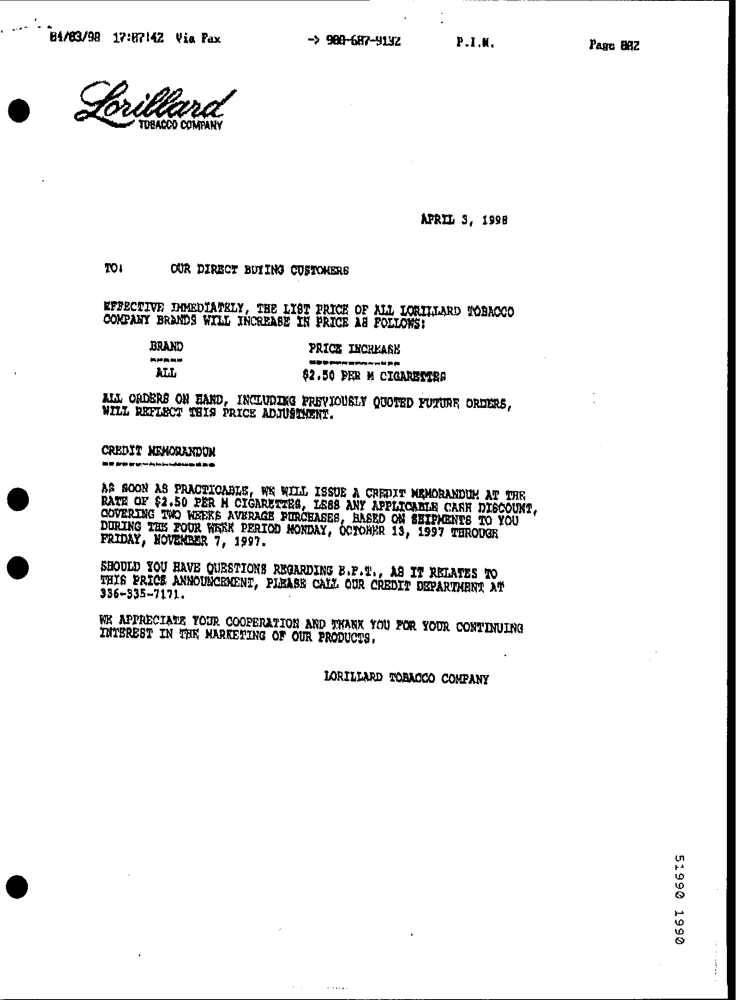 04/03/98 17:07:42 Via Fax -> 908-687-9132 P.I.M. Page 002
Lorillard
TOBACCO COMPANY
APRIL 3, 1998
TO: OUR DIRECT BUYING CUSTOMERS
EFFECTIVE IMMEDIATELY, THE LIST PRICE OF ALL LORILLARD TOBACCO
COMPANY BRANDS WILL INCREASE IN PRICE AS FOLLOWS:
BRAND PRICE INCREASE
ALL $2.50 PER M CIGARETTES
ALL ORDERS ON HAND, INCLUDING PREVIOUSLY QUOTED FUTURE ORDERS,
WILL REFLECT THIS PRICE ADJUSTMENT.
CREDIT MEMORANDUM
AS SOON AS PRACTICABLE, WE WILL ISSUE A CREDIT MEMORANDUM AT THE
RATE OF $2.50 PER M CIGARETTES, LESS ANY APPLICABLE CASH DISCOUNT,
COVERING TWO WEEKS AVERAGE PURCHASES, BASED ON SHIPMENTS TO YOU
DURING THE FOUR WEEK PERIOD MONDAY, OCTOBER 13, 1997 THROUGH
FRIDAY, NOVEMBER 7, 1997.
SHOULD YOU HAVE QUESTIONS REGARDING E.F.T., AS IT RELATES TO
THIS PRICE ANNOUNCEMENT, PLEASE CALL OUR CREDIT DEPARTMENT AT
336-335-7171.
WE APPRECIATE YOUR COOPERATION AND THANK YOU FOR YOUR CONTINUING
INTEREST IN THE MARKETING OF OUR PRODUCTS.
LORILLARD TOBACCO COMPANY
51990 1990